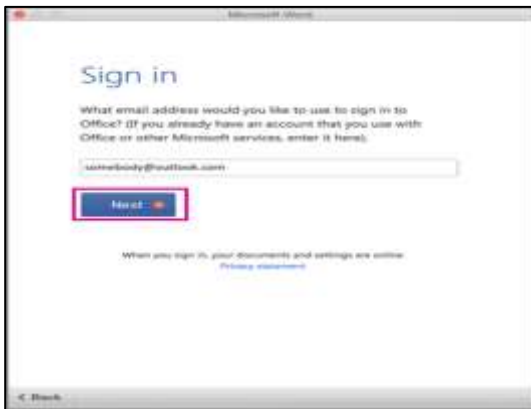 Microsoft Word
Sign in
What email address would you like to use to sign in to
Office? (If you already have an account that you use with
Office or other Microsoft services, enter it here).
somebody@outlook.com
Next
When you sign in, your documents and settings are online
Privacy statement
< Back